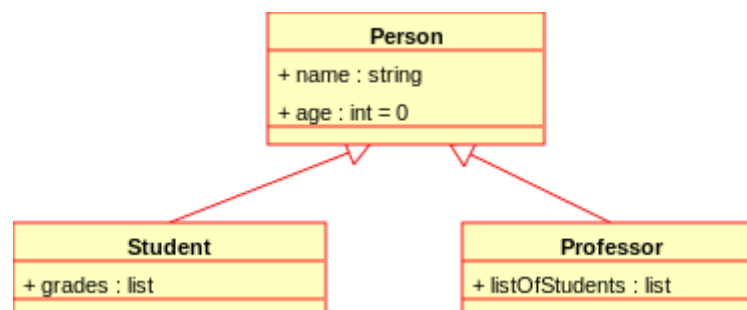 Person
+ name : string
+ age : int = 0
Student
+ grades : list
Professor
+ listOfStudents : list